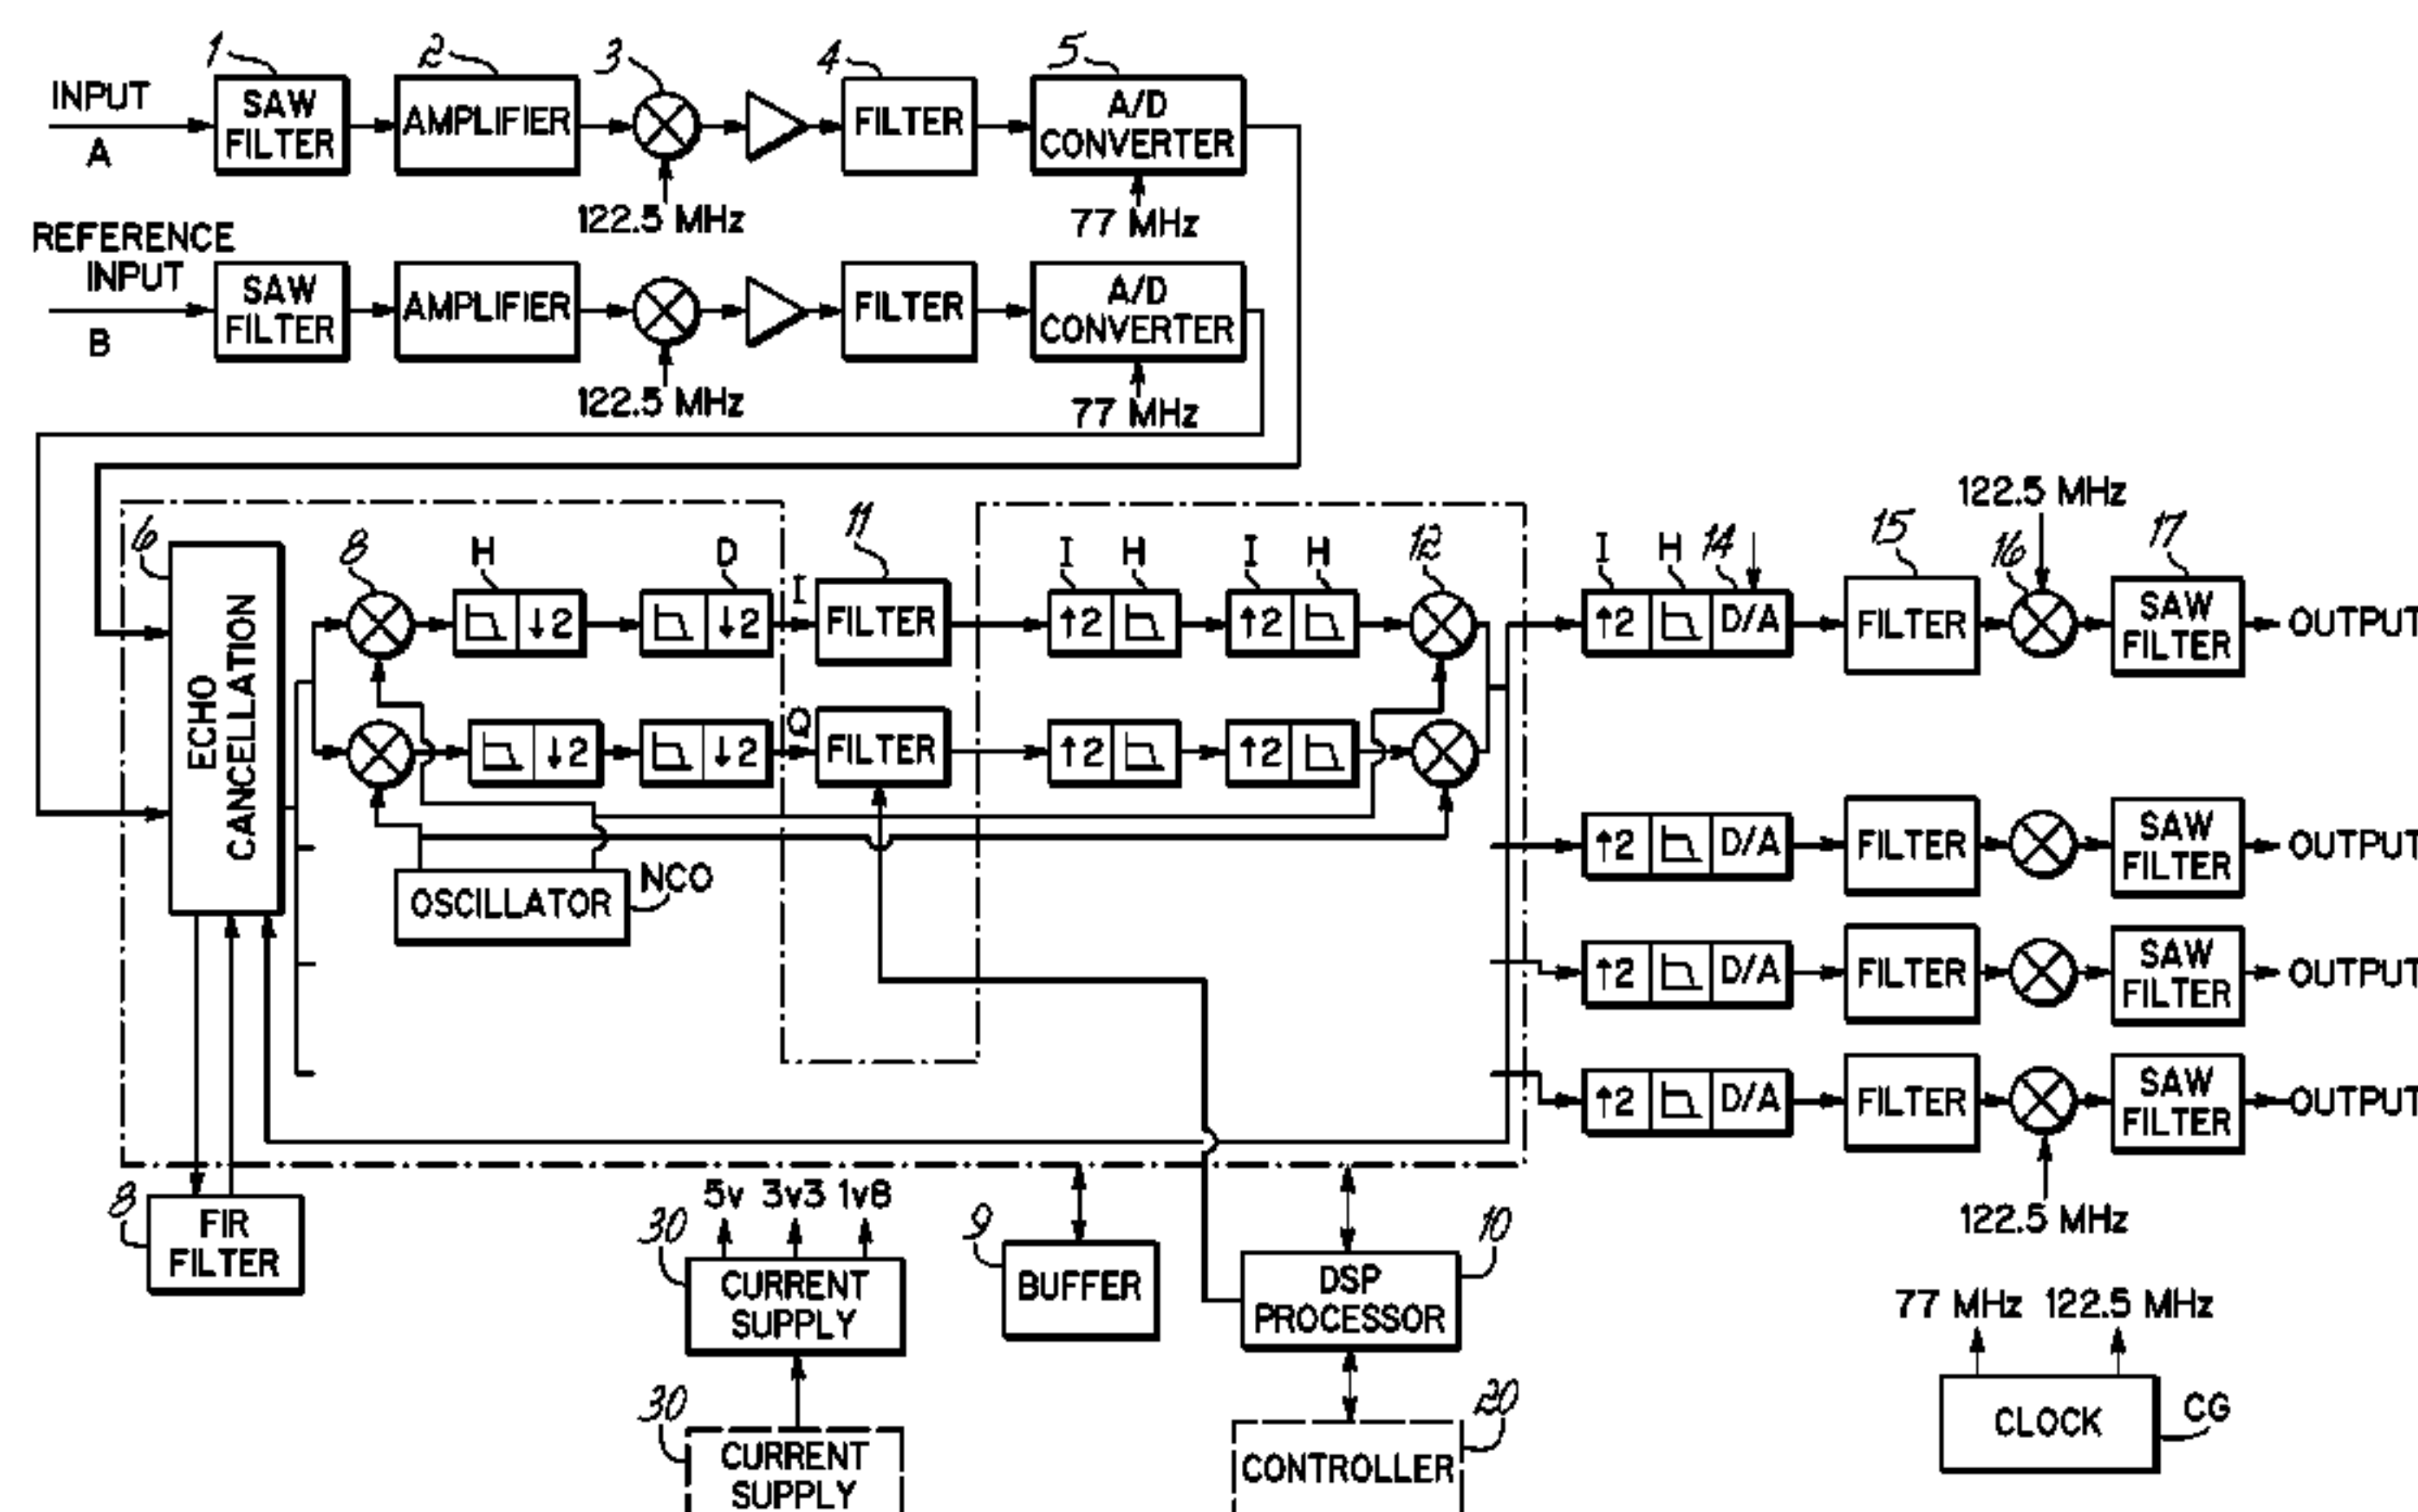 1 2 3 4 5
INPUT
A
SAW
FILTER
AMPLIFIER
FILTER
A/D
CONVERTER
122.5 MHz
77 MHz
REFERENCE
INPUT
B
SAW
FILTER
AMPLIFIER
FILTER
A/D
CONVERTER
122.5 MHz
77 MHz
6
ECHO
CANCELLATION
8
H
D
↓2
↓2
I
11
FILTER
I H I H
↑2
↑2
12
I H 14
↑2
D/A
15
FILTER
122.5 MHz
16
17
SAW
FILTER
OUTPUT
↓2
↓2
Q
FILTER
↑2
↑2
OSCILLATOR
NCO
↑2
D/A
FILTER
SAW
FILTER
OUTPUT
↑2
D/A
FILTER
SAW
FILTER
OUTPUT
↑2
D/A
FILTER
SAW
FILTER
OUTPUT
122.5 MHz
8
FIR
FILTER
5v 3v3 1v8
30
CURRENT
SUPPLY
9
BUFFER
10
DSP
PROCESSOR
30
CURRENT
SUPPLY
20
CONTROLLER
77 MHz 122.5 MHz
CLOCK
CG